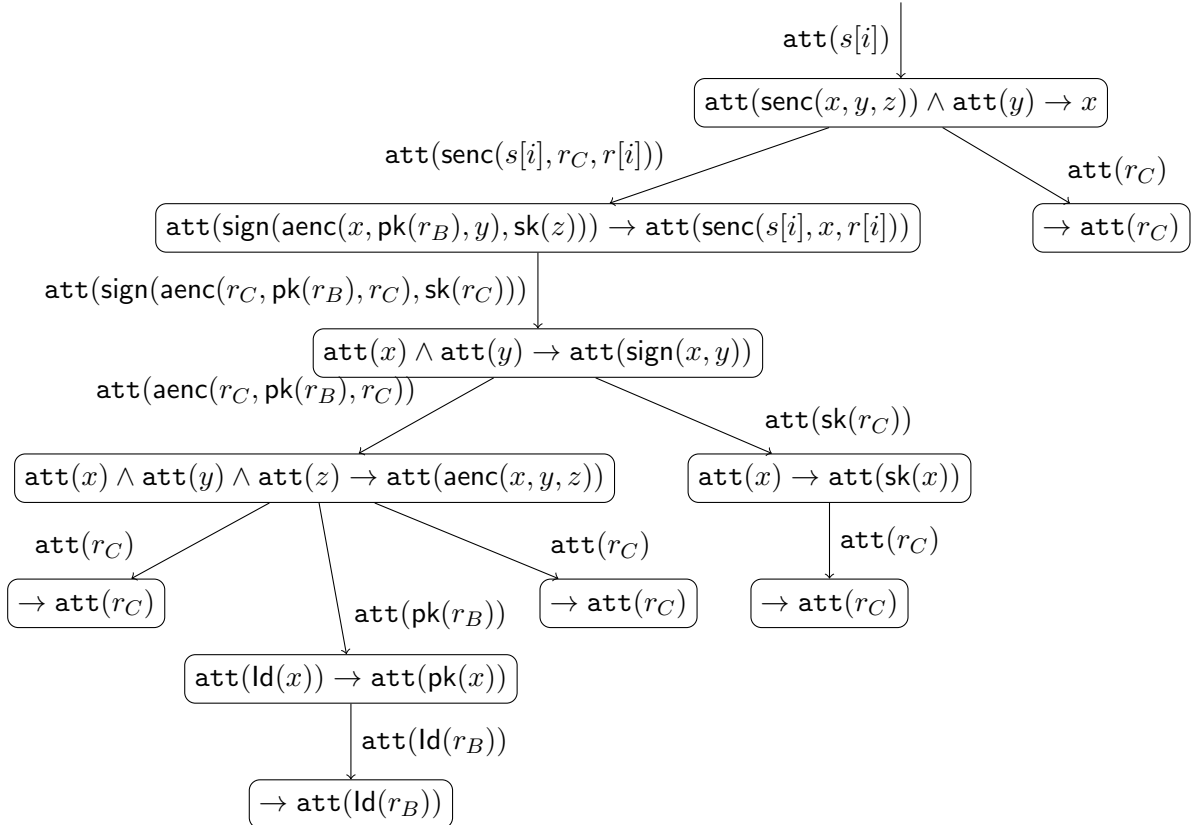 att(s[i])
att(senc(x, y, z)) ∧ att(y) → x
att(senc(s[i], r_C, r[i]))
att(r_C)
att(sign(aenc(x, pk(r_B), y), sk(z))) → att(senc(s[i], x, r[i]))
→ att(r_C)
att(sign(aenc(r_C, pk(r_B), r_C), sk(r_C)))
att(x) ∧ att(y) → att(sign(x, y))
att(aenc(r_C, pk(r_B), r_C))
att(sk(r_C))
att(x) ∧ att(y) ∧ att(z) → att(aenc(x, y, z))
att(x) → att(sk(x))
att(r_C)
att(r_C)
att(r_C)
→ att(r_C)
att(pk(r_B))
→ att(r_C)
→ att(r_C)
att(Id(x)) → att(pk(x))
att(Id(r_B))
→ att(Id(r_B))